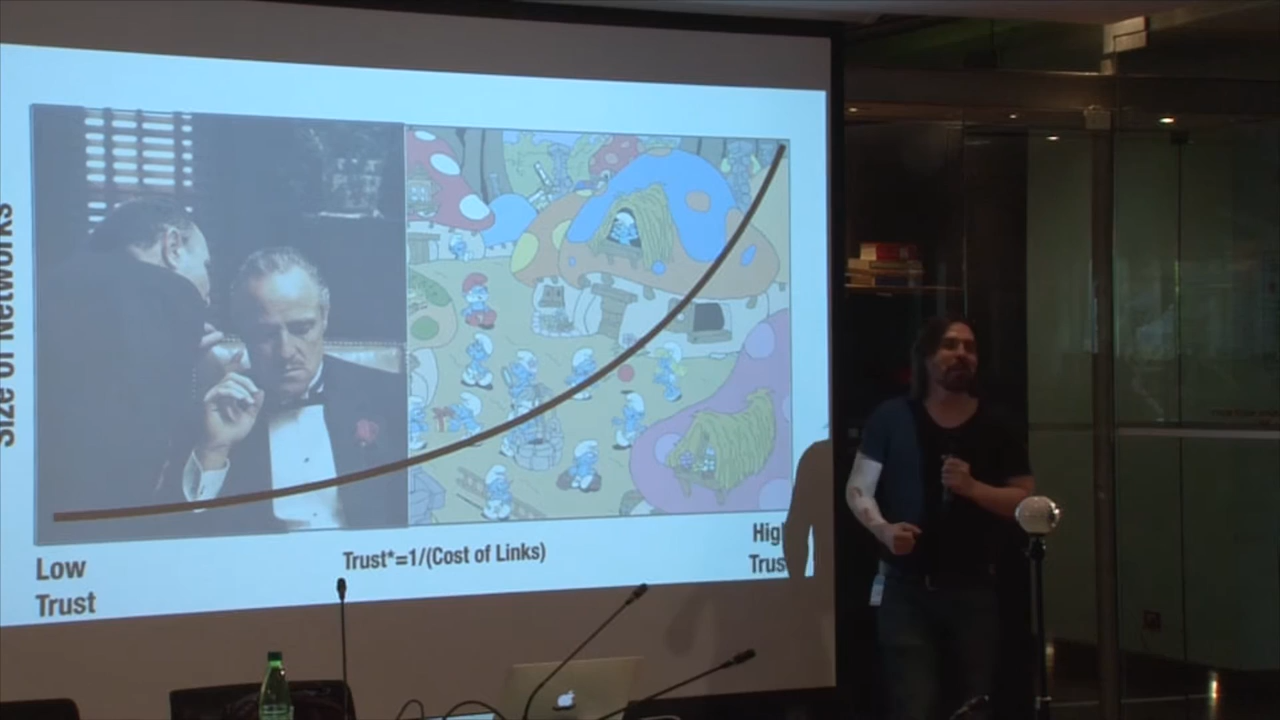 Size of Networks
Low
Trust
Trust*=1/(Cost of Links)
High
Trust